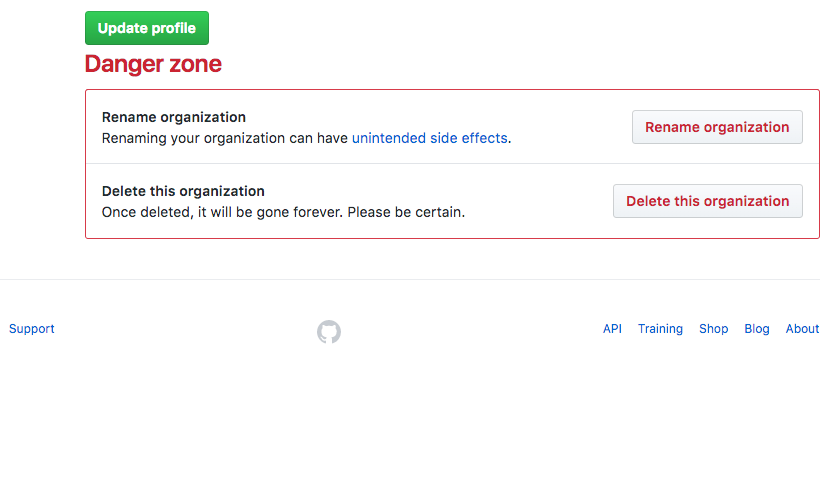 Update profile
Danger zone
Rename organization
Renaming your organization can have unintended side effects.
Rename organization
Delete this organization
Once deleted, it will be gone forever. Please be certain.
Delete this organization
Support API Training Shop Blog About